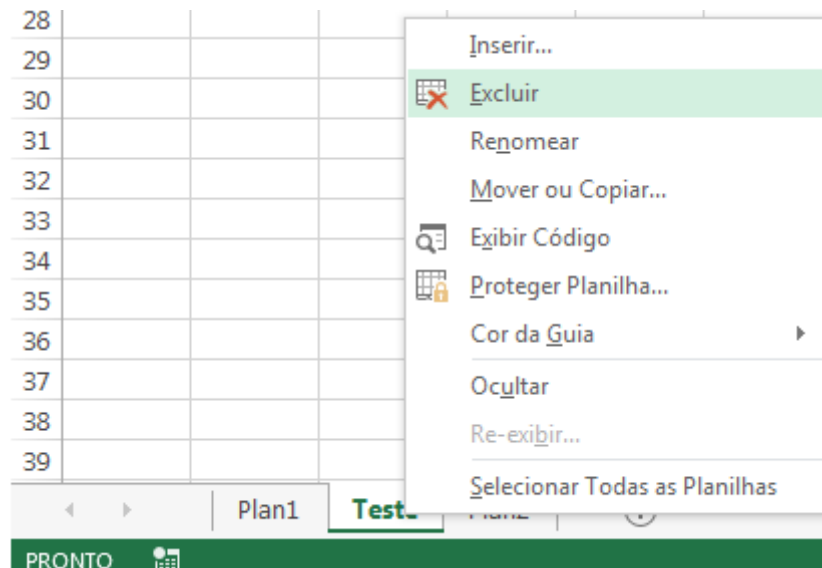 28
29
30
31
32
33
34
35
36
37
38
39
Inserir...
Excluir
Renomear
Mover ou Copiar...
Exibir Código
Proteger Planilha...
Cor da Guia
Ocultar
Re-exibir...
Selecionar Todas as Planilhas
Plan1
PRONTO